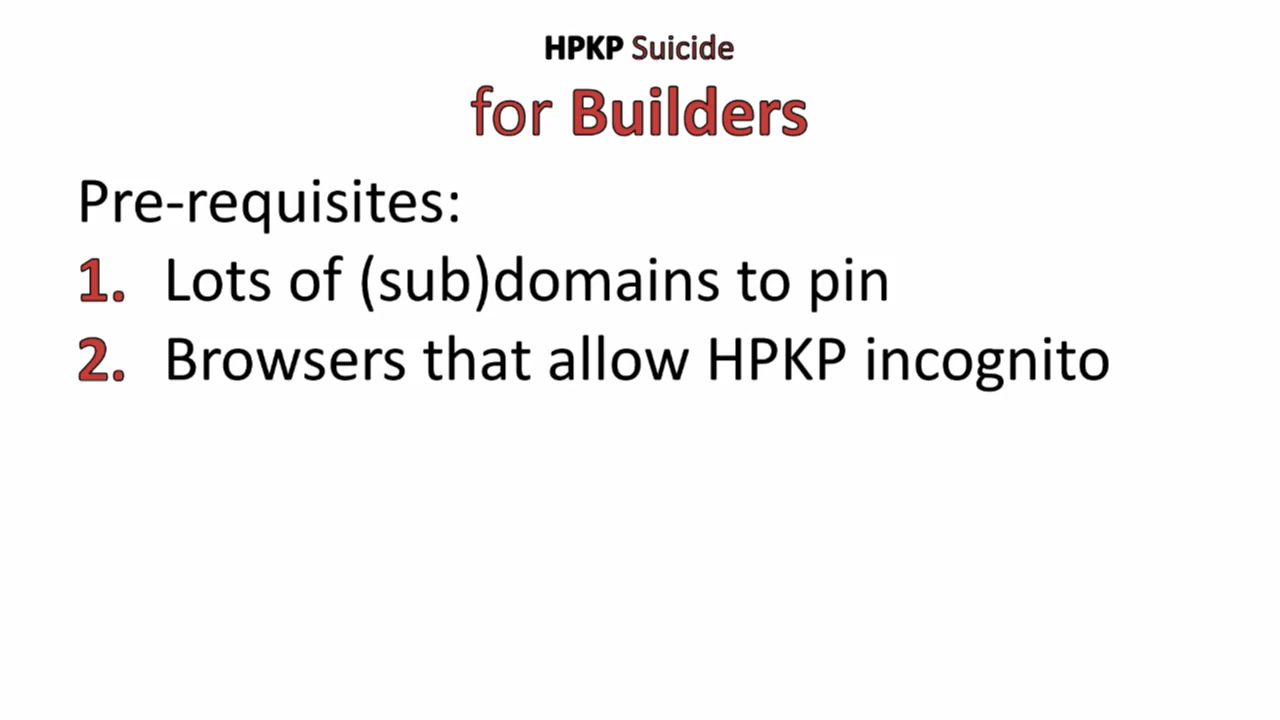 HPKP Suicide
for Builders
Pre-requisites:
1. Lots of (sub)domains to pin
2. Browsers that allow HPKP incognito